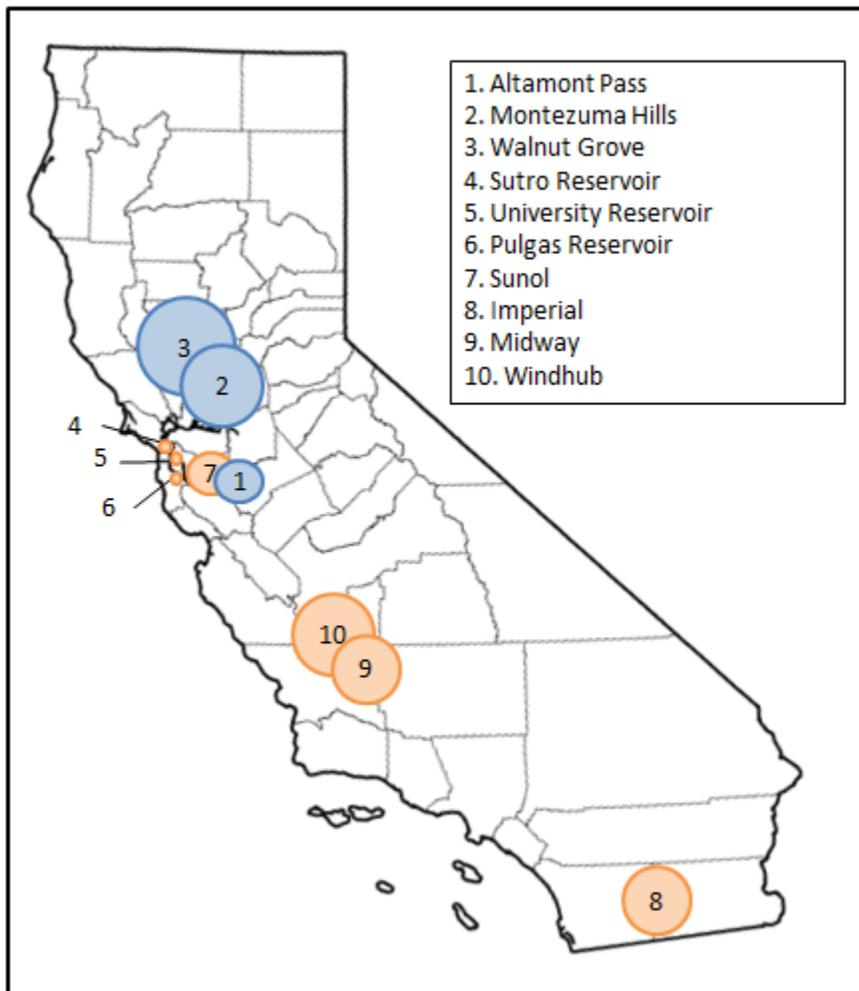 1. Altamont Pass
2. Montezuma Hills
3. Walnut Grove
4. Sutro Reservoir
5. University Reservoir
6. Pulgas Reservoir
7. Sunol
8. Imperial
9. Midway
10. Windhub
3
2
4
5
7
1
6
10
9
8